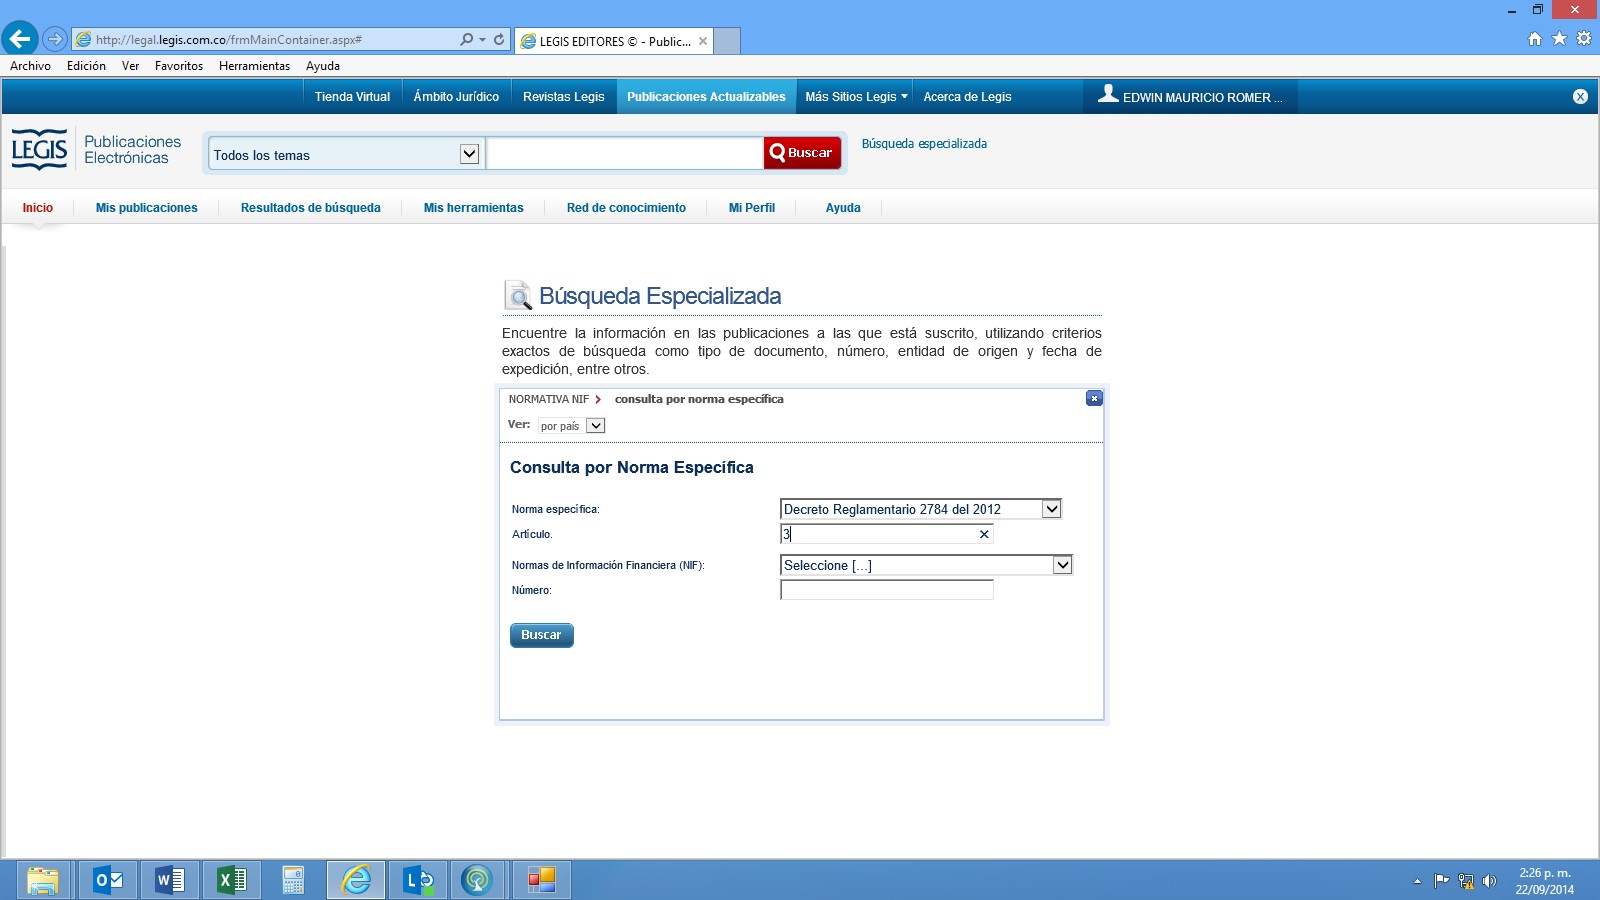 http://legal.legis.com.co/frmMainContainer.aspx#
LEGIS EDITORES © - Public...
Archivo Edición Ver Favoritos Herramientas Ayuda
Tienda Virtual Ámbito Jurídico Revistas Legis Publicaciones Actualizables Más Sitios Legis Acerca de Legis EDWIN MAURICIO ROMER ...
LEGIS Publicaciones
Electrónicas
Todos los temas Buscar Búsqueda especializada
Inicio Mis publicaciones Resultados de búsqueda Mis herramientas Red de conocimiento Mi Perfil Ayuda
Búsqueda Especializada
Encuentre la información en las publicaciones a las que está suscrito, utilizando criterios
exactos de búsqueda como tipo de documento, número, entidad de origen y fecha de
expedición, entre otros.
NORMATIVA NIF consulta por norma específica
Ver: por país
Consulta por Norma Específica
Norma específica: Decreto Reglamentario 2784 del 2012
Artículo. 3
Normas de Información Financiera (NIF): Seleccione [...]
Número:
Buscar
2:26 p. m.
22/09/2014